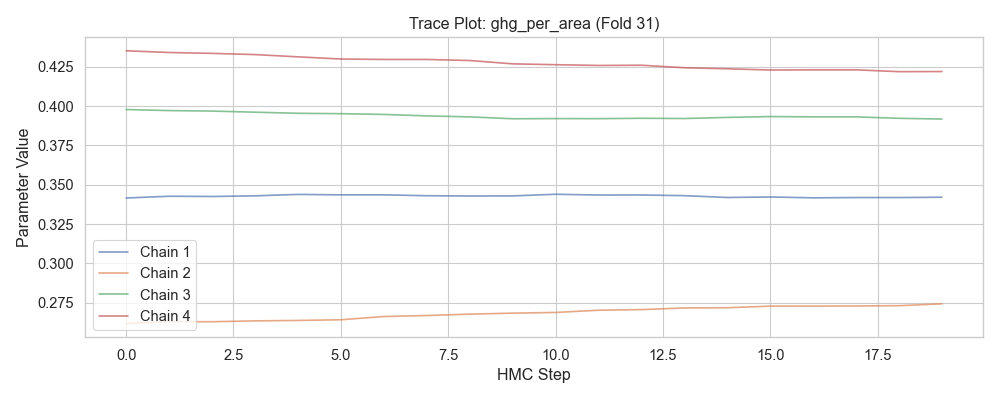 Trace Plot: ghg_per_area (Fold 31)
Parameter Value
0.425
0.400
0.375
0.350
0.325
0.300
0.275
Chain 1
Chain 2
Chain 3
Chain 4
0.0 2.5 5.0 7.5 10.0 12.5 15.0 17.5
HMC Step